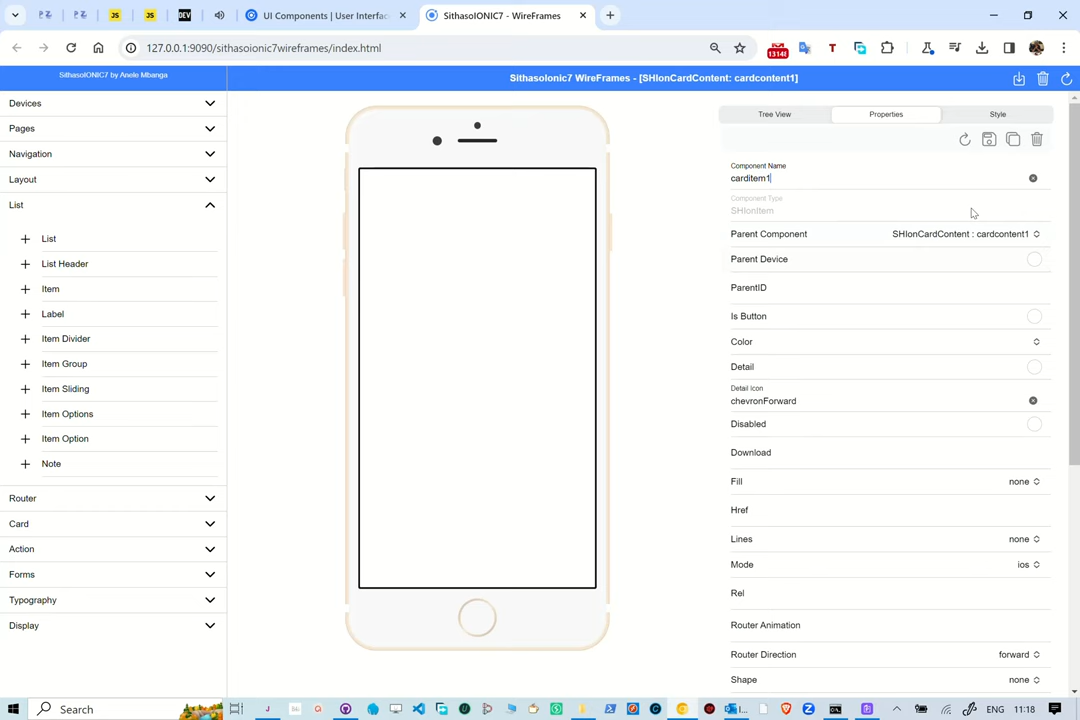 UI Components | User Interfac
SithasoIONIC7 - WireFrames
127.0.0.1:9090/sithasoionic7wireframes/index.html
SithasoIONIC7 by Anele Mbanga
SithasoIonic7 WireFrames - [SHIonCardContent: cardcontent1]
Devices
Pages
Navigation
Layout
List
List
List Header
Item
Label
Item Divider
Item Group
Item Sliding
Item Options
Item Option
Note
Router
Card
Action
Forms
Typography
Display
Tree View
Properties
Style
Component Name
carditem1
Component Type
SHIonItem
Parent Component SHIonCardContent : cardcontent1
Parent Device
ParentID
Is Button
Color
Detail
Detail Icon
chevronForward
Disabled
Download
Fill none
Href
Lines none
Mode ios
Rel
Router Animation
Router Direction forward
Shape none
Search
ENG 11:18